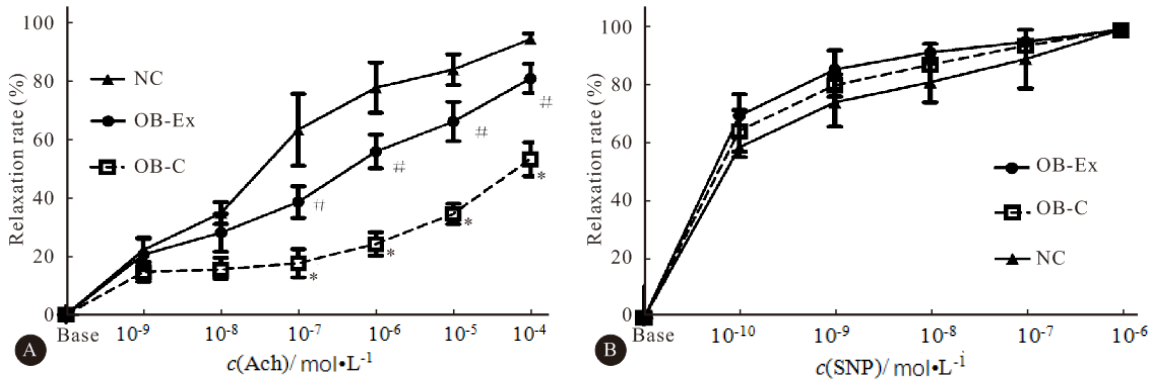 100
80
60
40
20
0
Relaxation rate (%)
NC
OB-Ex
OB-C
#
#
#
#
*
*
*
*
Base 10-9 10-8 10-7 10-6 10-5 10-4
c(Ach)/ mol•L-1
A
100
80
60
40
20
0
Relaxation rate (%)
OB-Ex
OB-C
NC
Base 10-10 10-9 10-8 10-7 10-6
c(SNP)/ mol•L-1
B